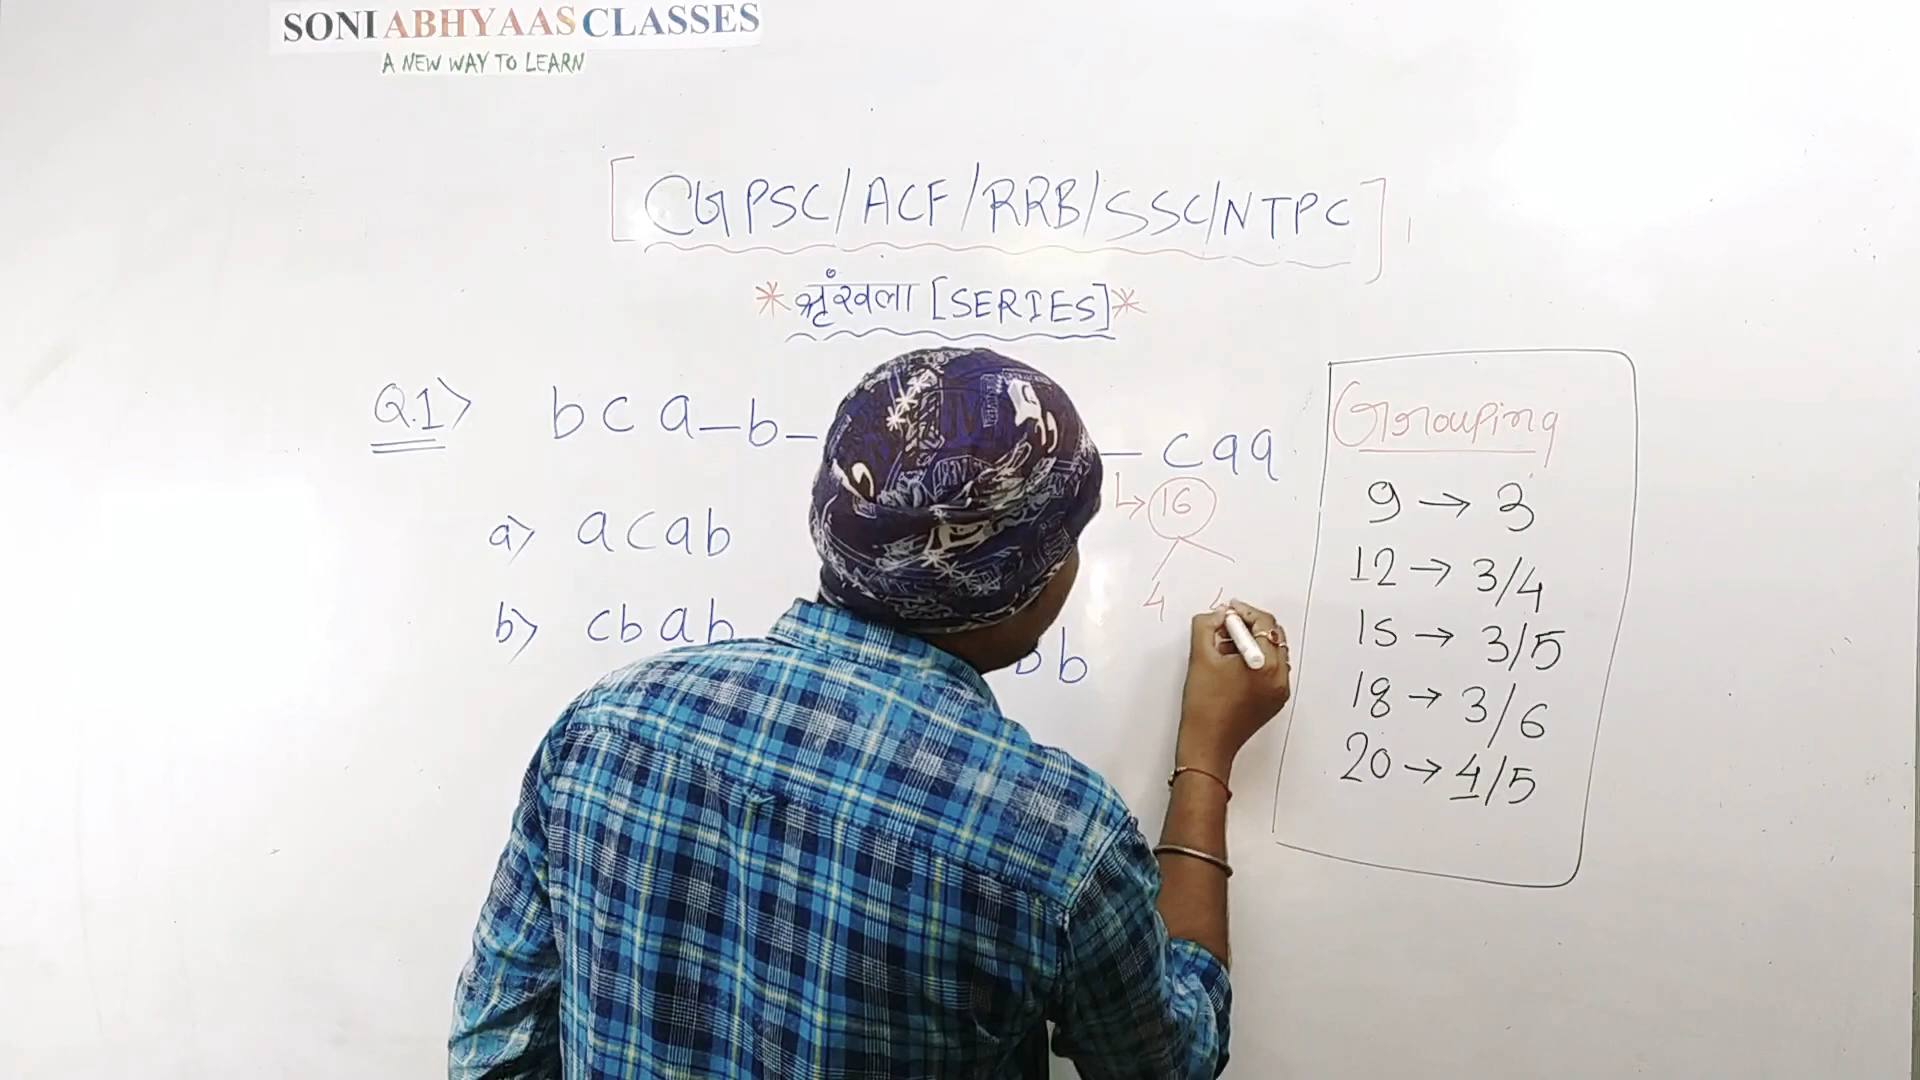 SONI ABHYAAS CLASSES
A NEW WAY TO LEARN
[CGPSC/ACF/RRB/SSC/NTPC]
*श्रृंखला [SERIES]*
Q.1> bca_b_ _caa
↳16
4 4
a> acab
b> cbab
bb
Grouping
9 → 3
12 → 3/4
15 → 3/5
18 → 3/6
20 → 4/5